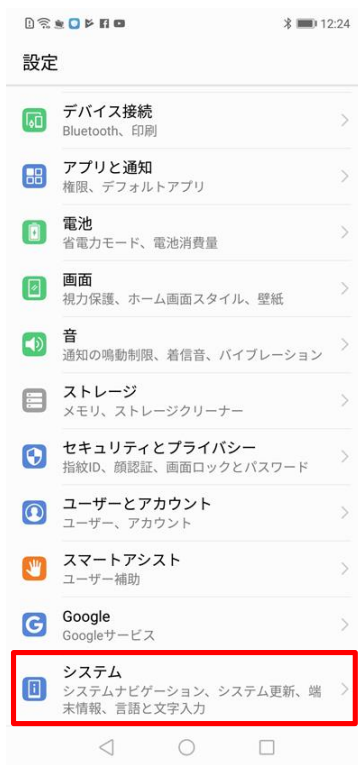 12:24
設定
デバイス接続
Bluetooth、印刷
アプリと通知
権限、デフォルトアプリ
電池
省電力モード、電池消費量
画面
視力保護、ホーム画面スタイル、壁紙
音
通知の鳴動制限、着信音、バイブレーション
ストレージ
メモリ、ストレージクリーナー
セキュリティとプライバシー
指紋ID、顔認証、画面ロックとパスワード
ユーザーとアカウント
ユーザー、アカウント
スマートアシスト
ユーザー補助
Google
Googleサービス
システム
システムナビゲーション、システム更新、端
末情報、言語と文字入力